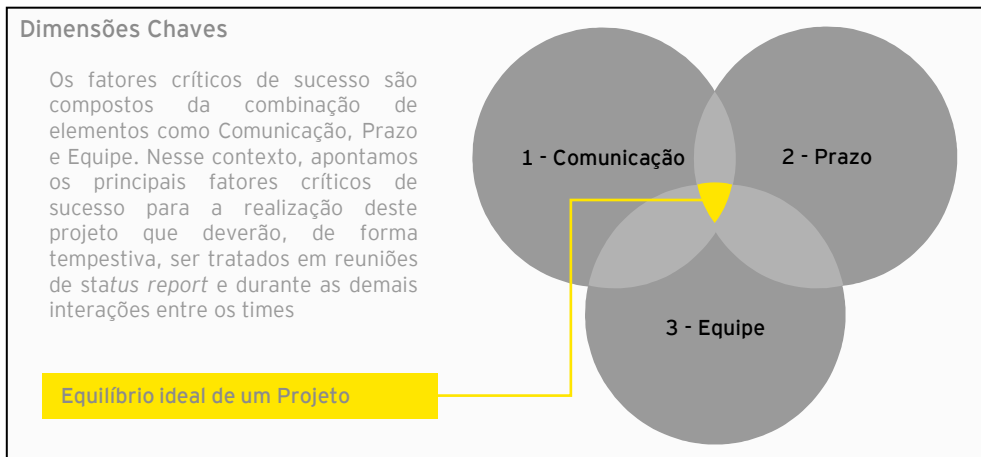 Dimensões Chaves
Os fatores críticos de sucesso são
compostos da combinação de
elementos como Comunicação, Prazo
e Equipe. Nesse contexto, apontamos
os principais fatores críticos de
sucesso para a realização deste
projeto que deverão, de forma
tempestiva, ser tratados em reuniões
de status report e durante as demais
interações entre os times
Equilíbrio ideal de um Projeto
1 - Comunicação
2 - Prazo
3 - Equipe